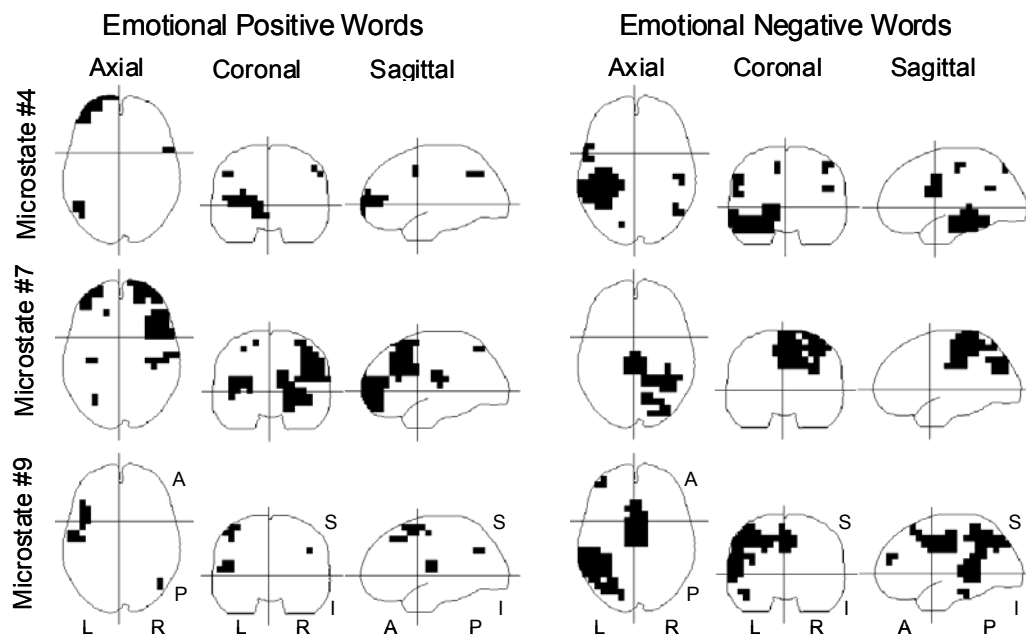 Emotional Positive Words
Emotional Negative Words
Axial
Coronal
Sagittal
Axial
Coronal
Sagittal
Microstate #4
Microstate #7
Microstate #9
A
S
S
A
S
S
P
I
I
P
I
I
L
R
L
R
A
P
L
R
L
R
A
P